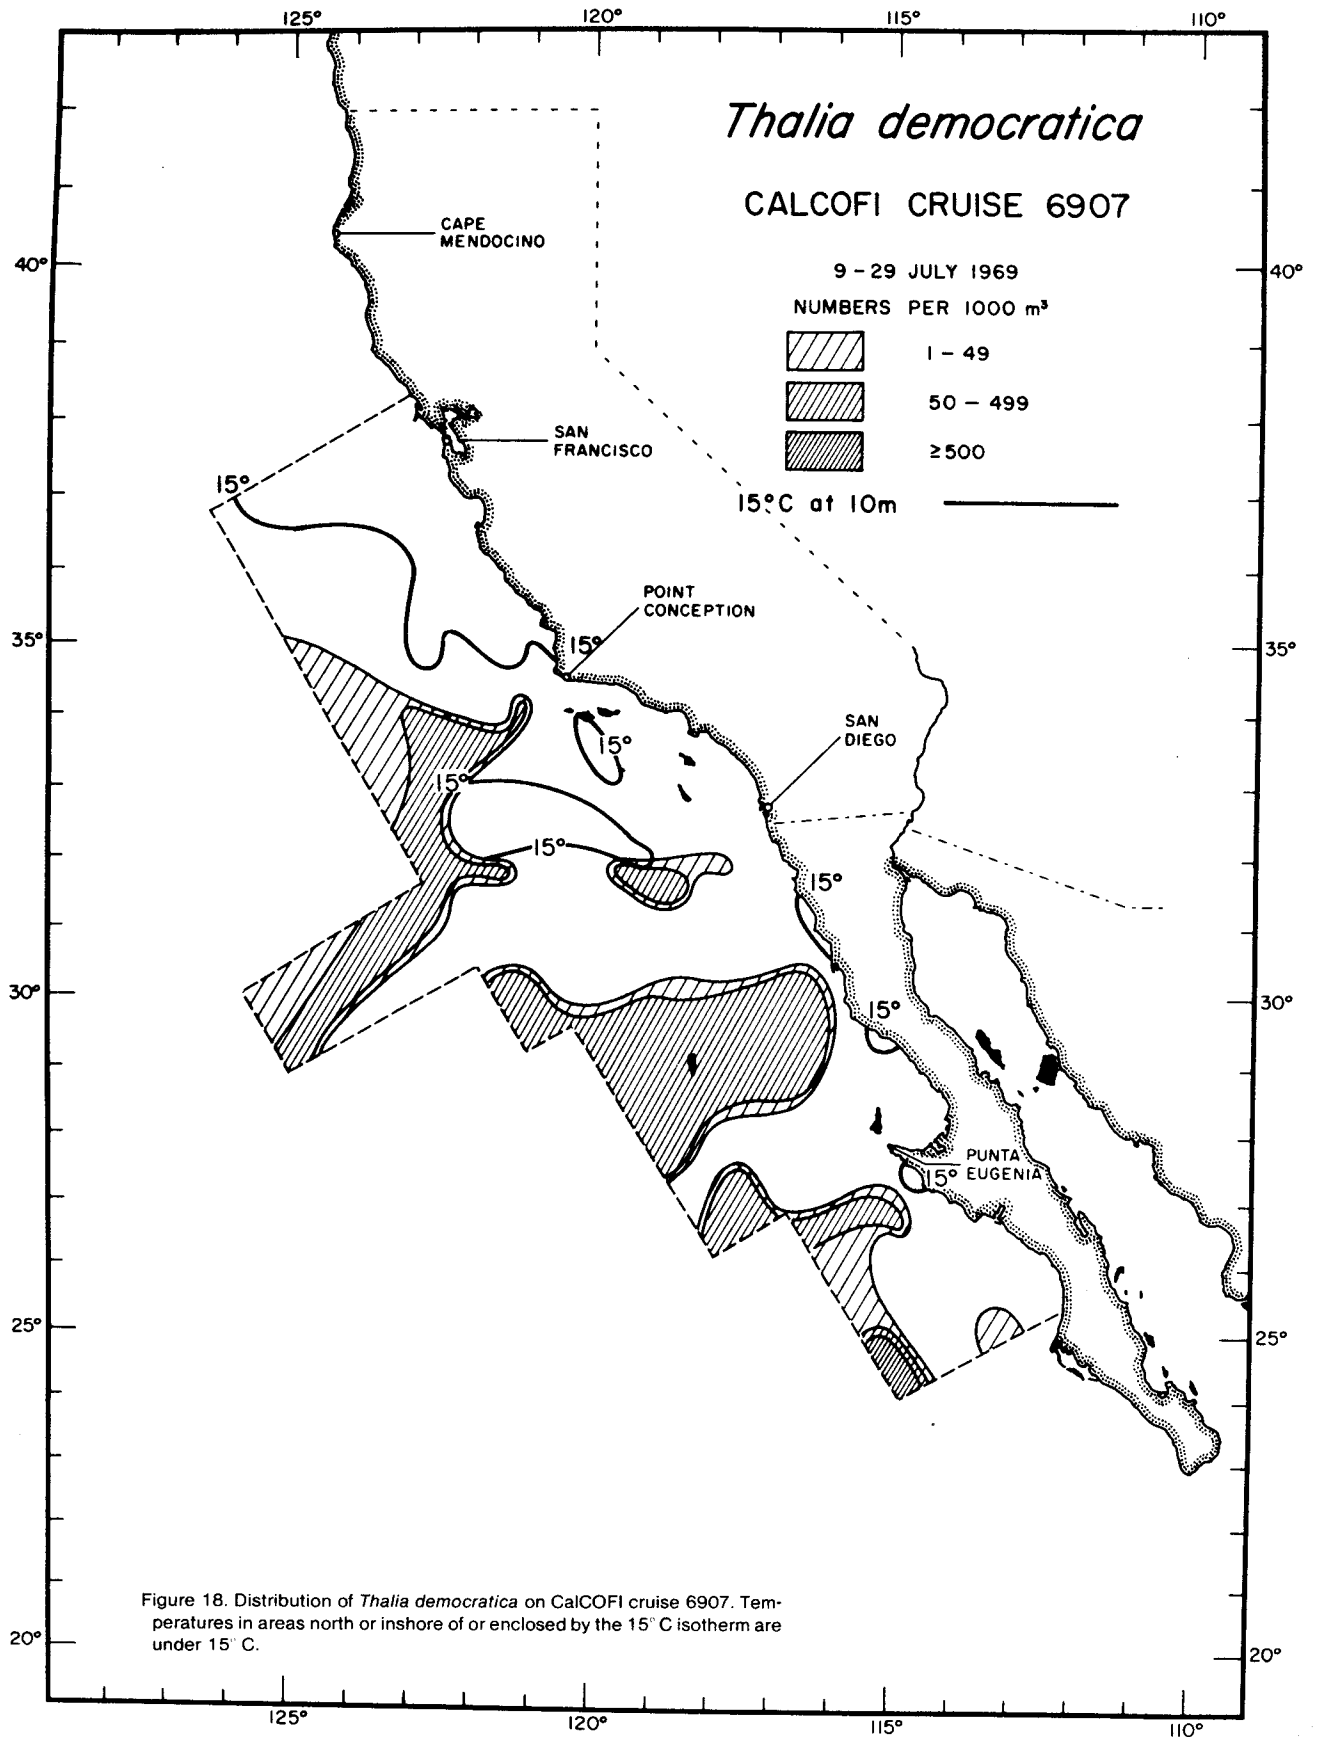 125° 120° 115° 110°
Thalia democratica
CALCOFI CRUISE 6907
CAPE
MENDOCINO
40° 40°
9 – 29 JULY 1969
NUMBERS PER 1000 m³
1 – 49
50 – 499
≥500
15°C at 10m
SAN
FRANCISCO
15°
POINT
CONCEPTION
35° 15° 35°
SAN
DIEGO
15°
15°
15°
15°
30° 15° 30°
PUNTA
EUGENIA
15°
25° 25°
Figure 18. Distribution of Thalia democratica on CalCOFI cruise 6907. Tem-
peratures in areas north or inshore of or enclosed by the 15° C isotherm are
under 15° C.
20° 20°
125° 120° 115° 110°